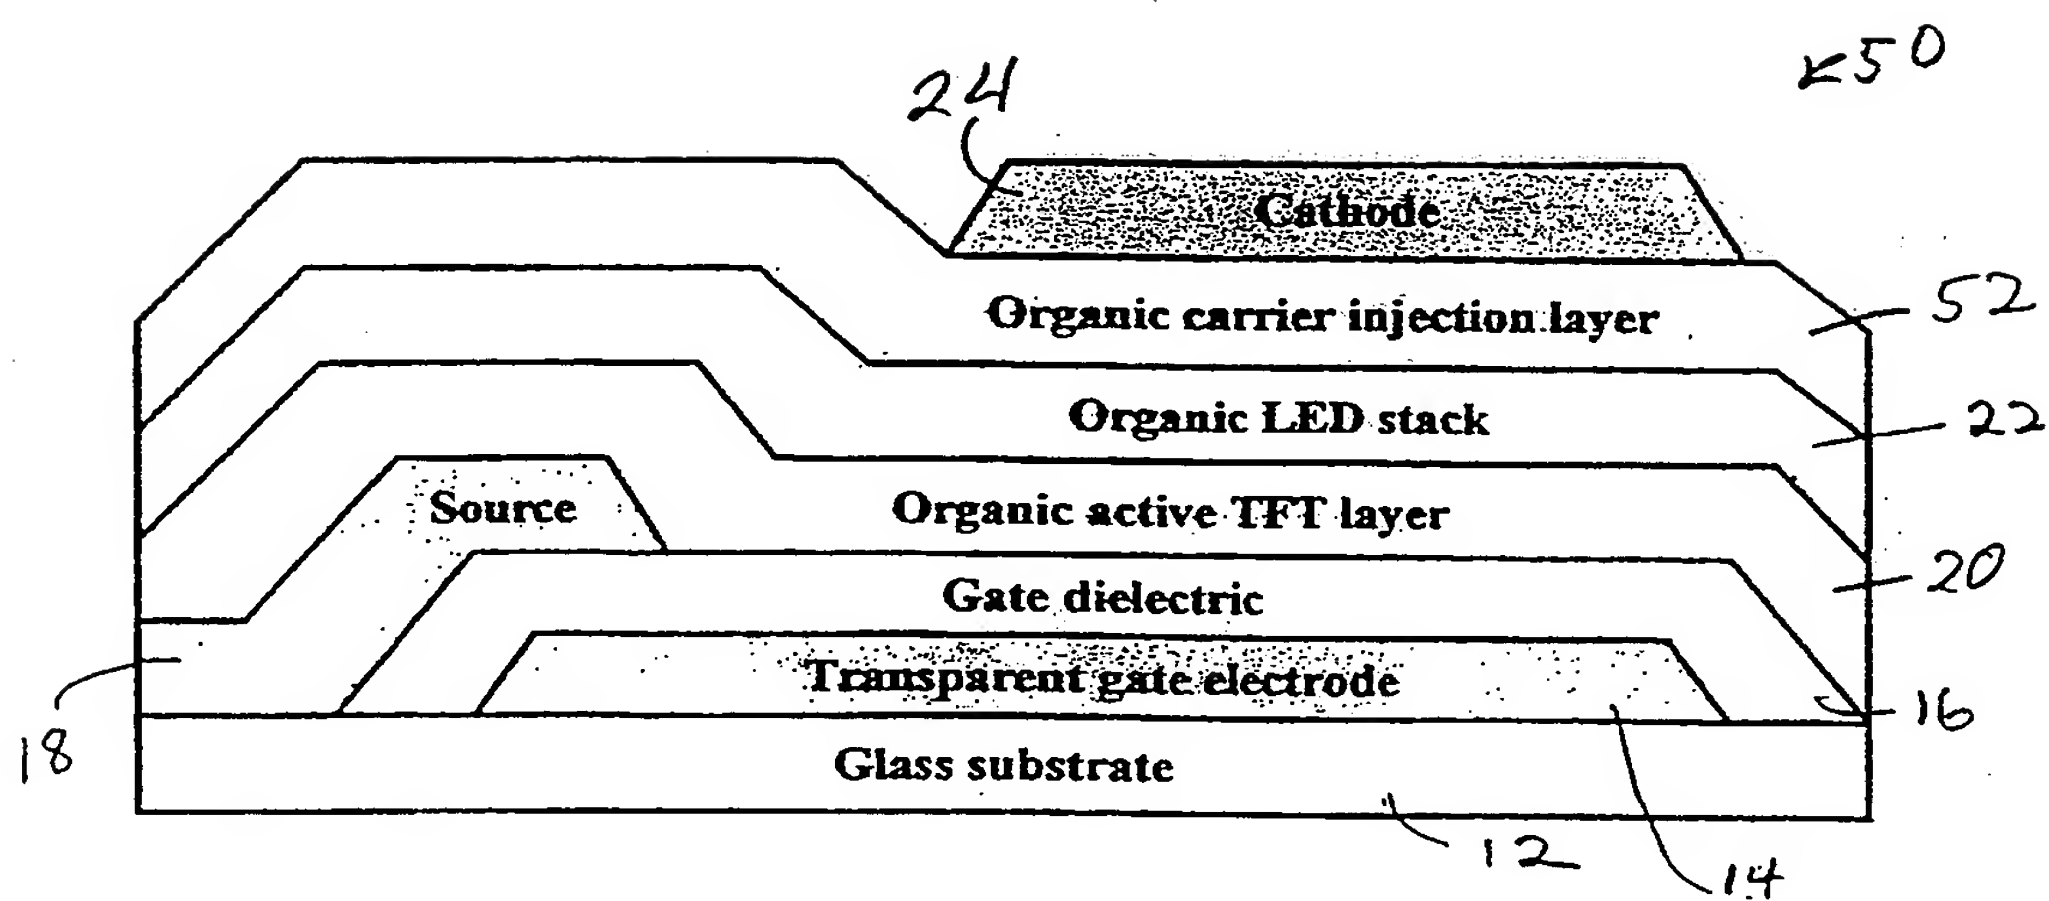 50
24
Cathode
Organic carrier injection layer
52
Organic LED stack
22
Source
Organic active TFT layer
20
Gate dielectric
Transparent gate electrode
16
18
Glass substrate
12
14